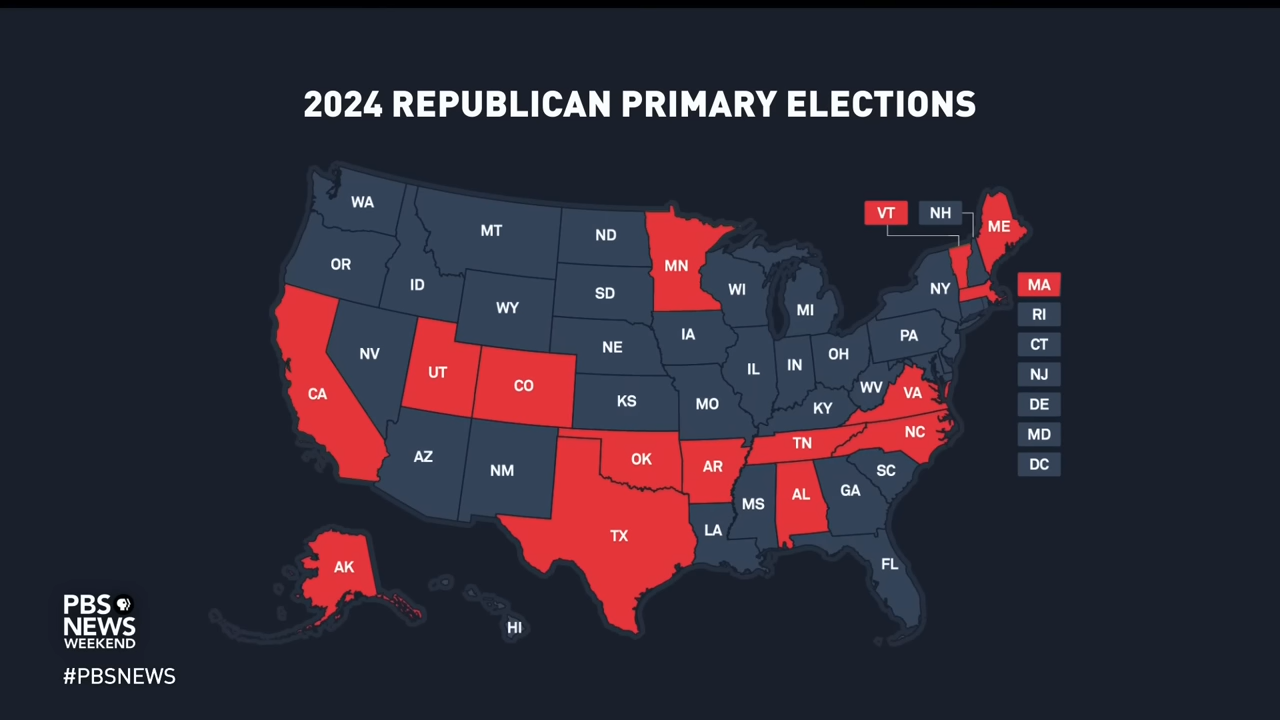 2024 REPUBLICAN PRIMARY ELECTIONS
WA
MT
ND
MN
VT
NH
ME
OR
ID
SD
WI
MI
NY
MA
WY
RI
NV
UT
CO
NE
IA
IL
IN
OH
PA
CT
NJ
CA
KS
MO
KY
WV
VA
DE
AZ
NM
OK
AR
TN
NC
MD
SC
DC
TX
LA
MS
AL
GA
FL
AK
HI
PBS
NEWS
WEEKEND
#PBSNEWS